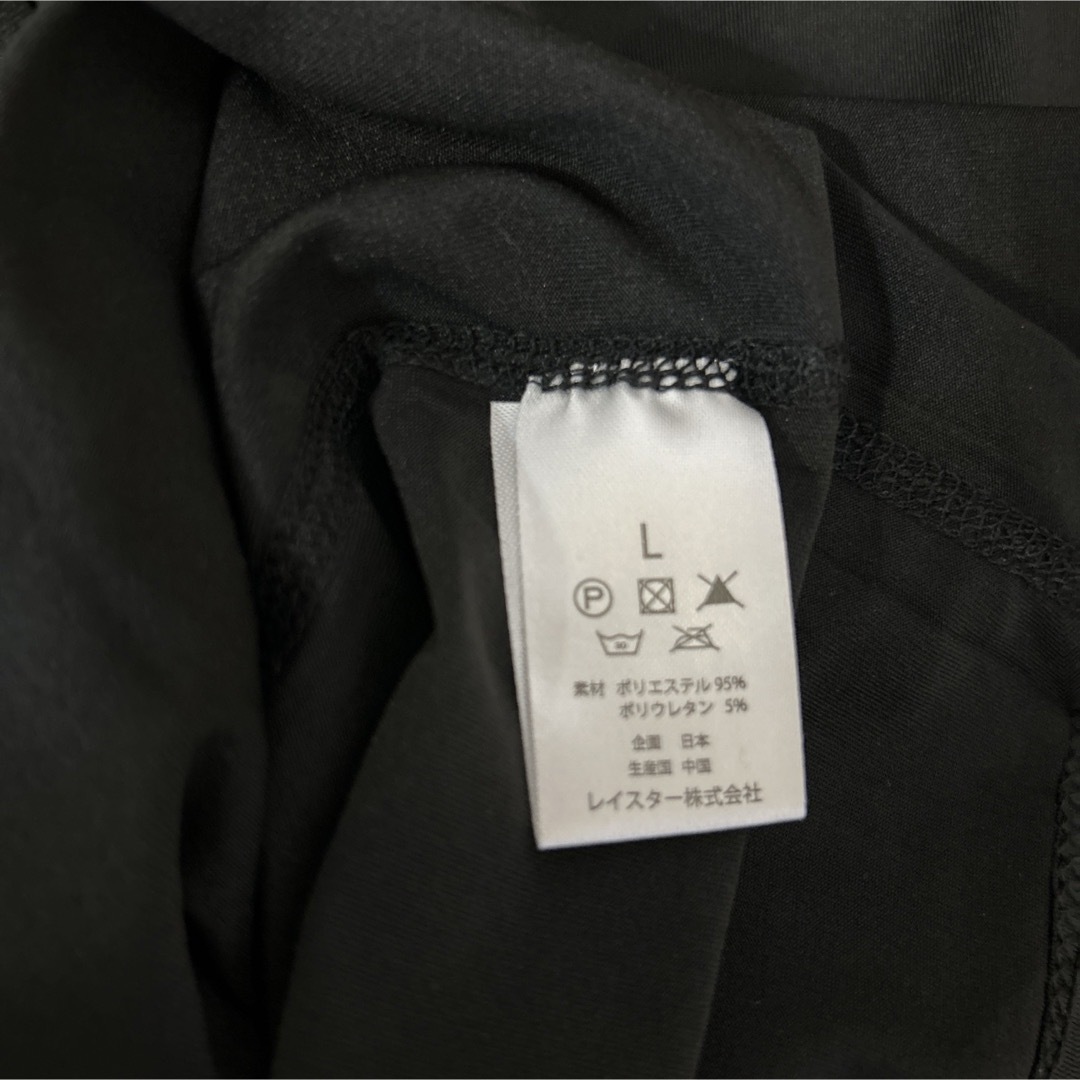 L
P
30
素材 ポリエステル 95%
ポリウレタン 5%
企画 日本
生産国 中国
レイスター株式会社